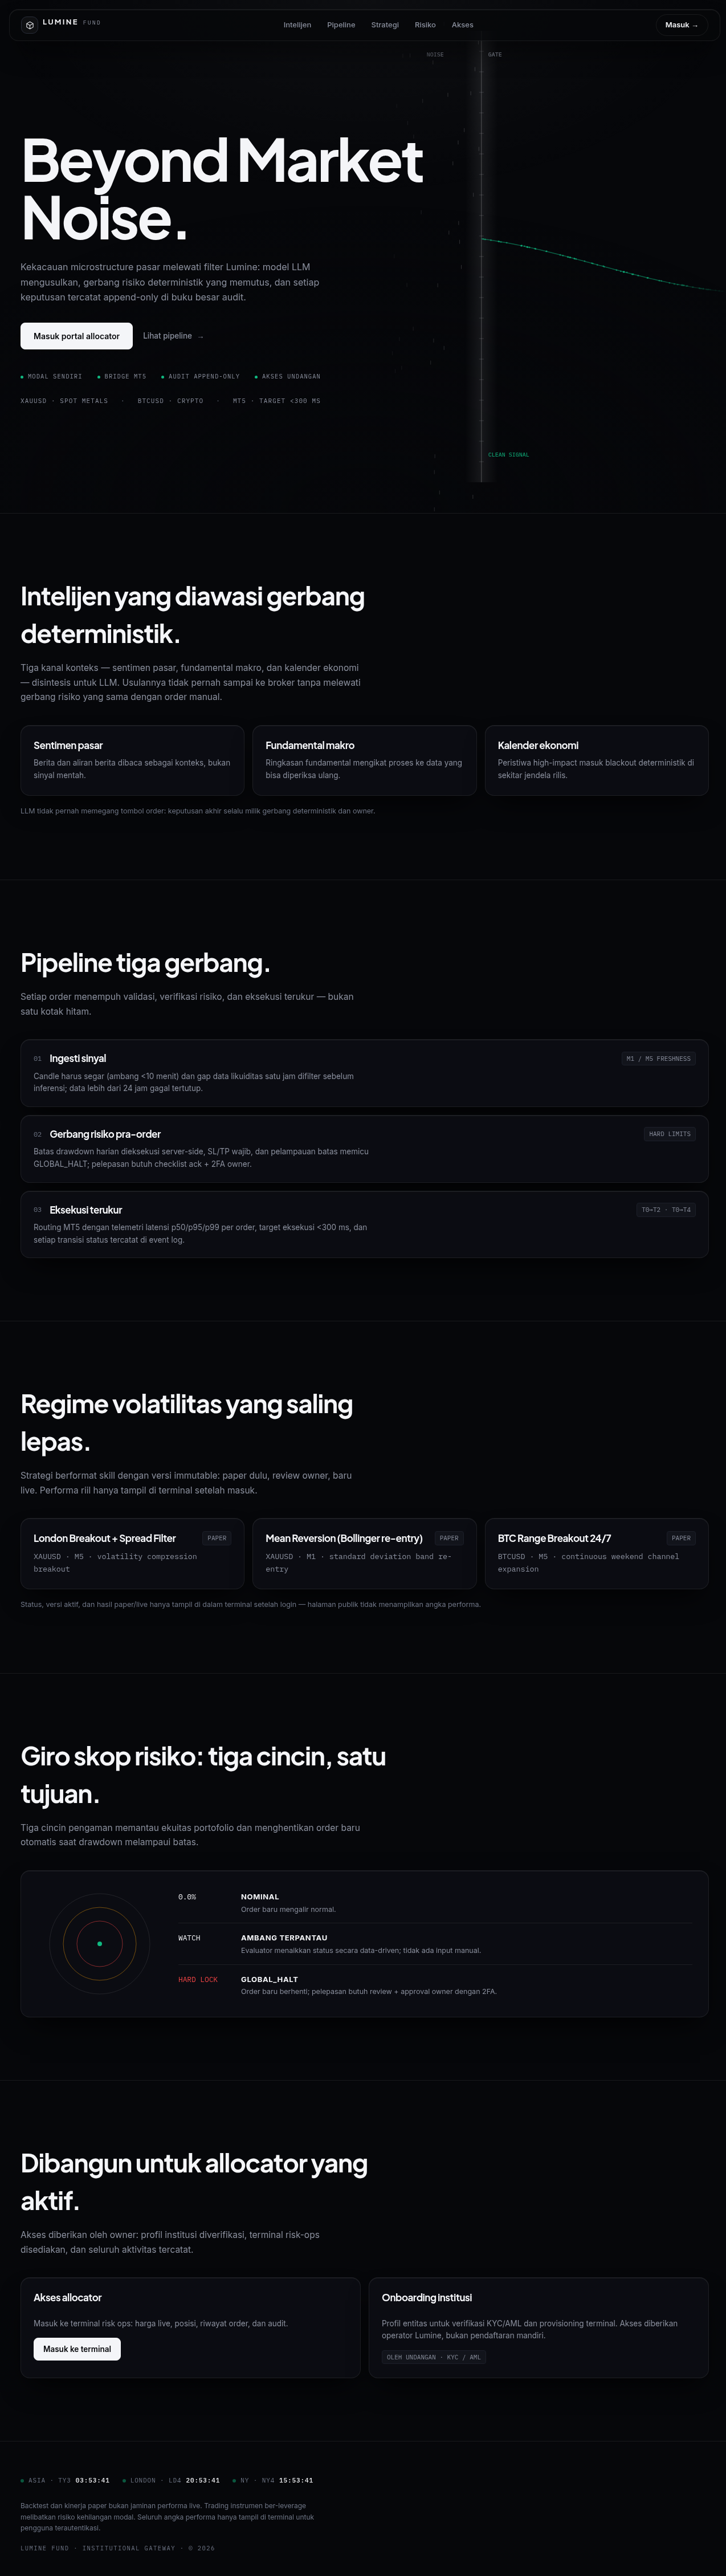 LUMINE FUND
Intelijen Pipeline Strategi Risiko Akses
Masuk →
NOISE GATE
Beyond Market
Noise.
Kekacauan microstructure pasar melewati filter Lumine: model LLM
mengusulkan, gerbang risiko deterministik yang memutus, dan setiap
keputusan tercatat append-only di buku besar audit.
Masuk portal allocator Lihat pipeline →
MODAL SENDIRI BRIDGE MT5 AUDIT APPEND-ONLY AKSES UNDANGAN
XAUUSD · SPOT METALS · BTCUSD · CRYPTO · MT5 · TARGET <300 MS
CLEAN SIGNAL
Intelijen yang diawasi gerbang
deterministik.
Tiga kanal konteks — sentimen pasar, fundamental makro, dan kalender ekonomi
— disintesis untuk LLM. Usulannya tidak pernah sampai ke broker tanpa melewati
gerbang risiko yang sama dengan order manual.
Sentimen pasar
Berita dan aliran berita dibaca sebagai konteks, bukan
sinyal mentah.
Fundamental makro
Ringkasan fundamental mengikat proses ke data yang
bisa diperiksa ulang.
Kalender ekonomi
Peristiwa high-impact masuk blackout deterministik di
sekitar jendela rilis.
LLM tidak pernah memegang tombol order: keputusan akhir selalu milik gerbang deterministik dan owner.
Pipeline tiga gerbang.
Setiap order menempuh validasi, verifikasi risiko, dan eksekusi terukur — bukan
satu kotak hitam.
01 Ingesti sinyal
M1 / M5 FRESHNESS
Candle harus segar (ambang <10 menit) dan gap data likuiditas satu jam difilter sebelum
inferensi; data lebih dari 24 jam gagal tertutup.
02 Gerbang risiko pra-order
HARD LIMITS
Batas drawdown harian dieksekusi server-side, SL/TP wajib, dan pelampauan batas memicu
GLOBAL_HALT; pelepasan butuh checklist ack + 2FA owner.
03 Eksekusi terukur
T0→T2 · T0→T4
Routing MT5 dengan telemetri latensi p50/p95/p99 per order, target eksekusi <300 ms, dan
setiap transisi status tercatat di event log.
Regime volatilitas yang saling
lepas.
Strategi berformat skill dengan versi immutable: paper dulu, review owner, baru
live. Performa riil hanya tampil di terminal setelah masuk.
London Breakout + Spread Filter PAPER
XAUUSD · M5 · volatility compression
breakout
Mean Reversion (Bollinger re-entry) PAPER
XAUUSD · M1 · standard deviation band re-
entry
BTC Range Breakout 24/7 PAPER
BTCUSD · M5 · continuous weekend channel
expansion
Status, versi aktif, dan hasil paper/live hanya tampil di dalam terminal setelah login — halaman publik tidak menampilkan angka performa.
Giro skop risiko: tiga cincin, satu
tujuan.
Tiga cincin pengaman memantau ekuitas portofolio dan menghentikan order baru
otomatis saat drawdown melampaui batas.
0.0% NOMINAL
Order baru mengalir normal.
WATCH AMBANG TERPANTAU
Evaluator menaikkan status secara data-driven; tidak ada input manual.
HARD LOCK GLOBAL_HALT
Order baru berhenti; pelepasan butuh review + approval owner dengan 2FA.
Dibangun untuk allocator yang
aktif.
Akses diberikan oleh owner: profil institusi diverifikasi, terminal risk-ops
disediakan, dan seluruh aktivitas tercatat.
Akses allocator
Masuk ke terminal risk ops: harga live, posisi, riwayat order, dan audit.
Masuk ke terminal
Onboarding institusi
Profil entitas untuk verifikasi KYC/AML dan provisioning terminal. Akses diberikan
operator Lumine, bukan pendaftaran mandiri.
OLEH UNDANGAN · KYC / AML
ASIA · TY3 03:53:41 LONDON · LD4 20:53:41 NY · NY4 15:53:41
Backtest dan kinerja paper bukan jaminan performa live. Trading instrumen ber-leverage
melibatkan risiko kehilangan modal. Seluruh angka performa hanya tampil di terminal untuk
pengguna terautentikasi.
LUMINE FUND · INSTITUTIONAL GATEWAY · © 2026